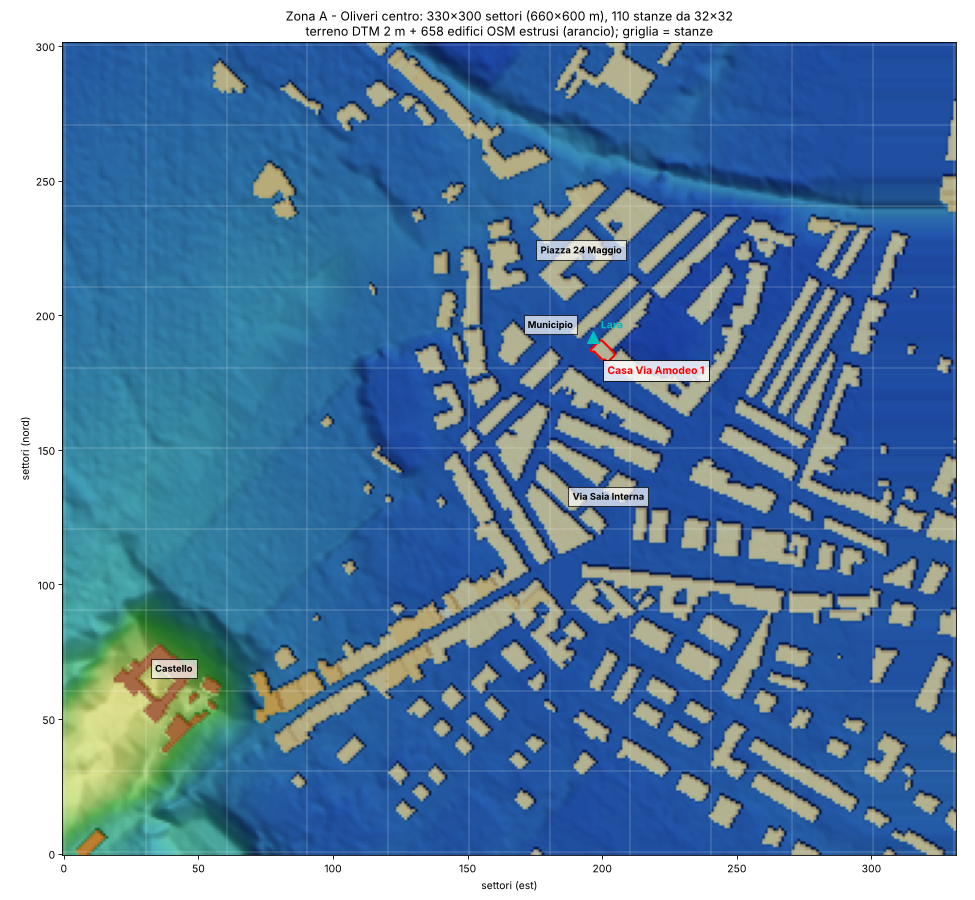 Zona A - Oliveri centro: 330×300 settori (660×600 m), 110 stanze da 32×32
terreno DTM 2 m + 658 edifici OSM estrusi (arancio); griglia = stanze
300
250
200
150
100
50
0
settori (nord)
Piazza 24 Maggio
Municipio
Lara
Casa Via Amodeo 1
Via Saia Interna
Castello
0
50
100
150
200
250
300
settori (est)